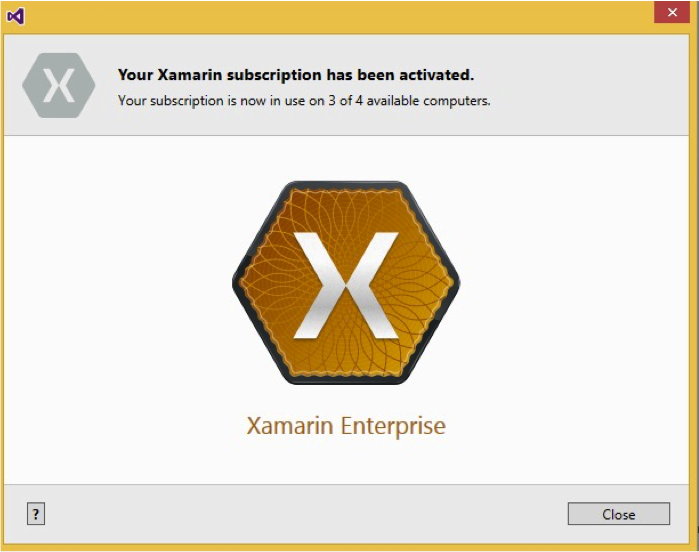 Your Xamarin subscription has been activated.
Your subscription is now in use on 3 of 4 available computers.
Xamarin Enterprise
?
Close